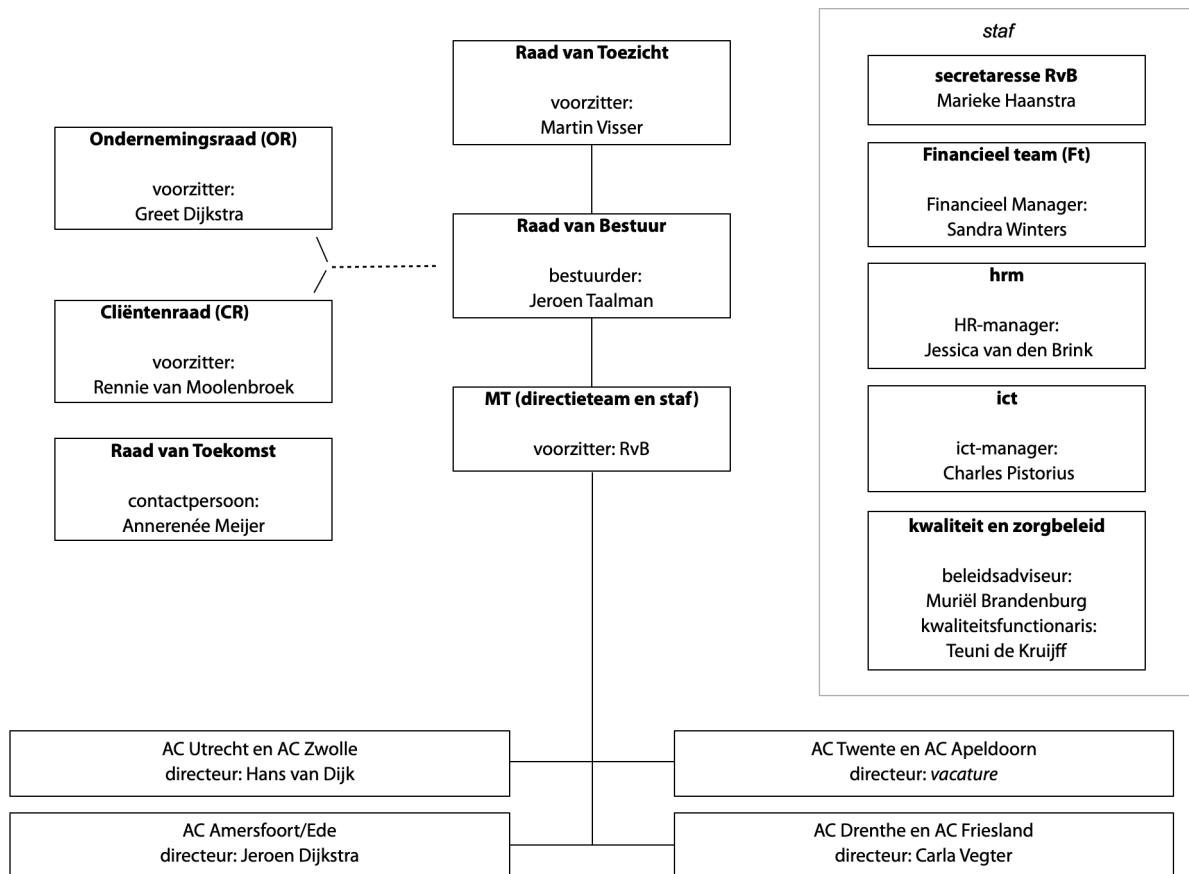 Raad van Toezicht
voorzitter:
Martin Visser
Ondernemingsraad (OR)
voorzitter:
Greet Dijkstra
Raad van Bestuur
bestuurder:
Jeroen Taalman
Cliëntenraad (CR)
voorzitter:
Rennie van Moolenbroek
MT (directieteam en staf)
voorzitter: RvB
Raad van Toekomst
contactpersoon:
Annerenée Meijer
staf
secretaresse RvB
Marieke Haanstra
Financieel team (Ft)
Financieel Manager:
Sandra Winters
hrm
HR-manager:
Jessica van den Brink
ict
ict-manager:
Charles Pistorius
kwaliteit en zorgbeleid
beleidsadviseur:
Muriël Brandenburg
kwaliteitsfunctionaris:
Teuni de Kruijff
AC Utrecht en AC Zwolle
directeur: Hans van Dijk
AC Twente en AC Apeldoorn
directeur: vacature
AC Amersfoort/Ede
directeur: Jeroen Dijkstra
AC Drenthe en AC Friesland
directeur: Carla Vegter